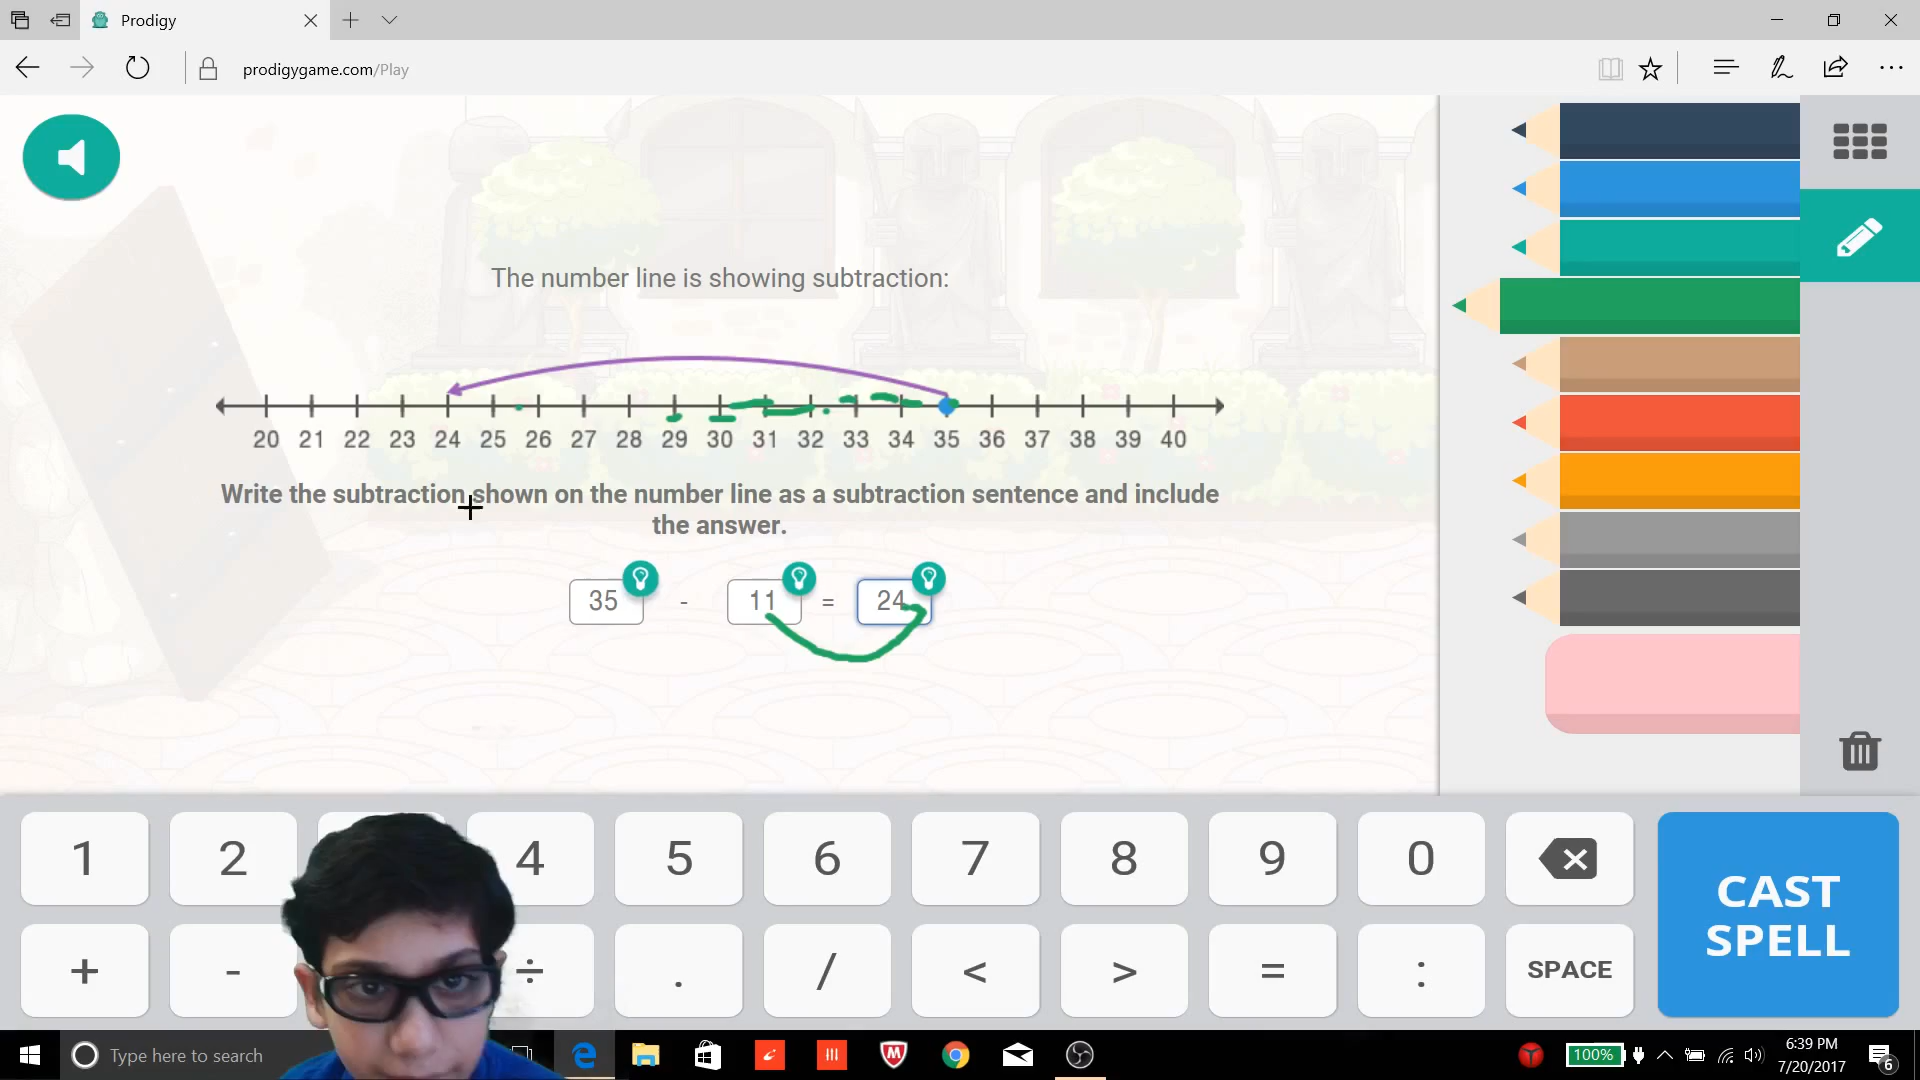 Prodigy
prodigygame.com/Play
The number line is showing subtraction:
20 21 22 23 24 25 26 27 28 29 30 31 32 33 34 35 36 37 38 39 40
Write the subtraction shown on the number line as a subtraction sentence and include
the answer.
35 - 11 = 24
1 2 4 5 6 7 8 9 0
CAST
SPELL
+ - ÷ . / < > = : SPACE
Type here to search
100%
6:39 PM
7/20/2017
6